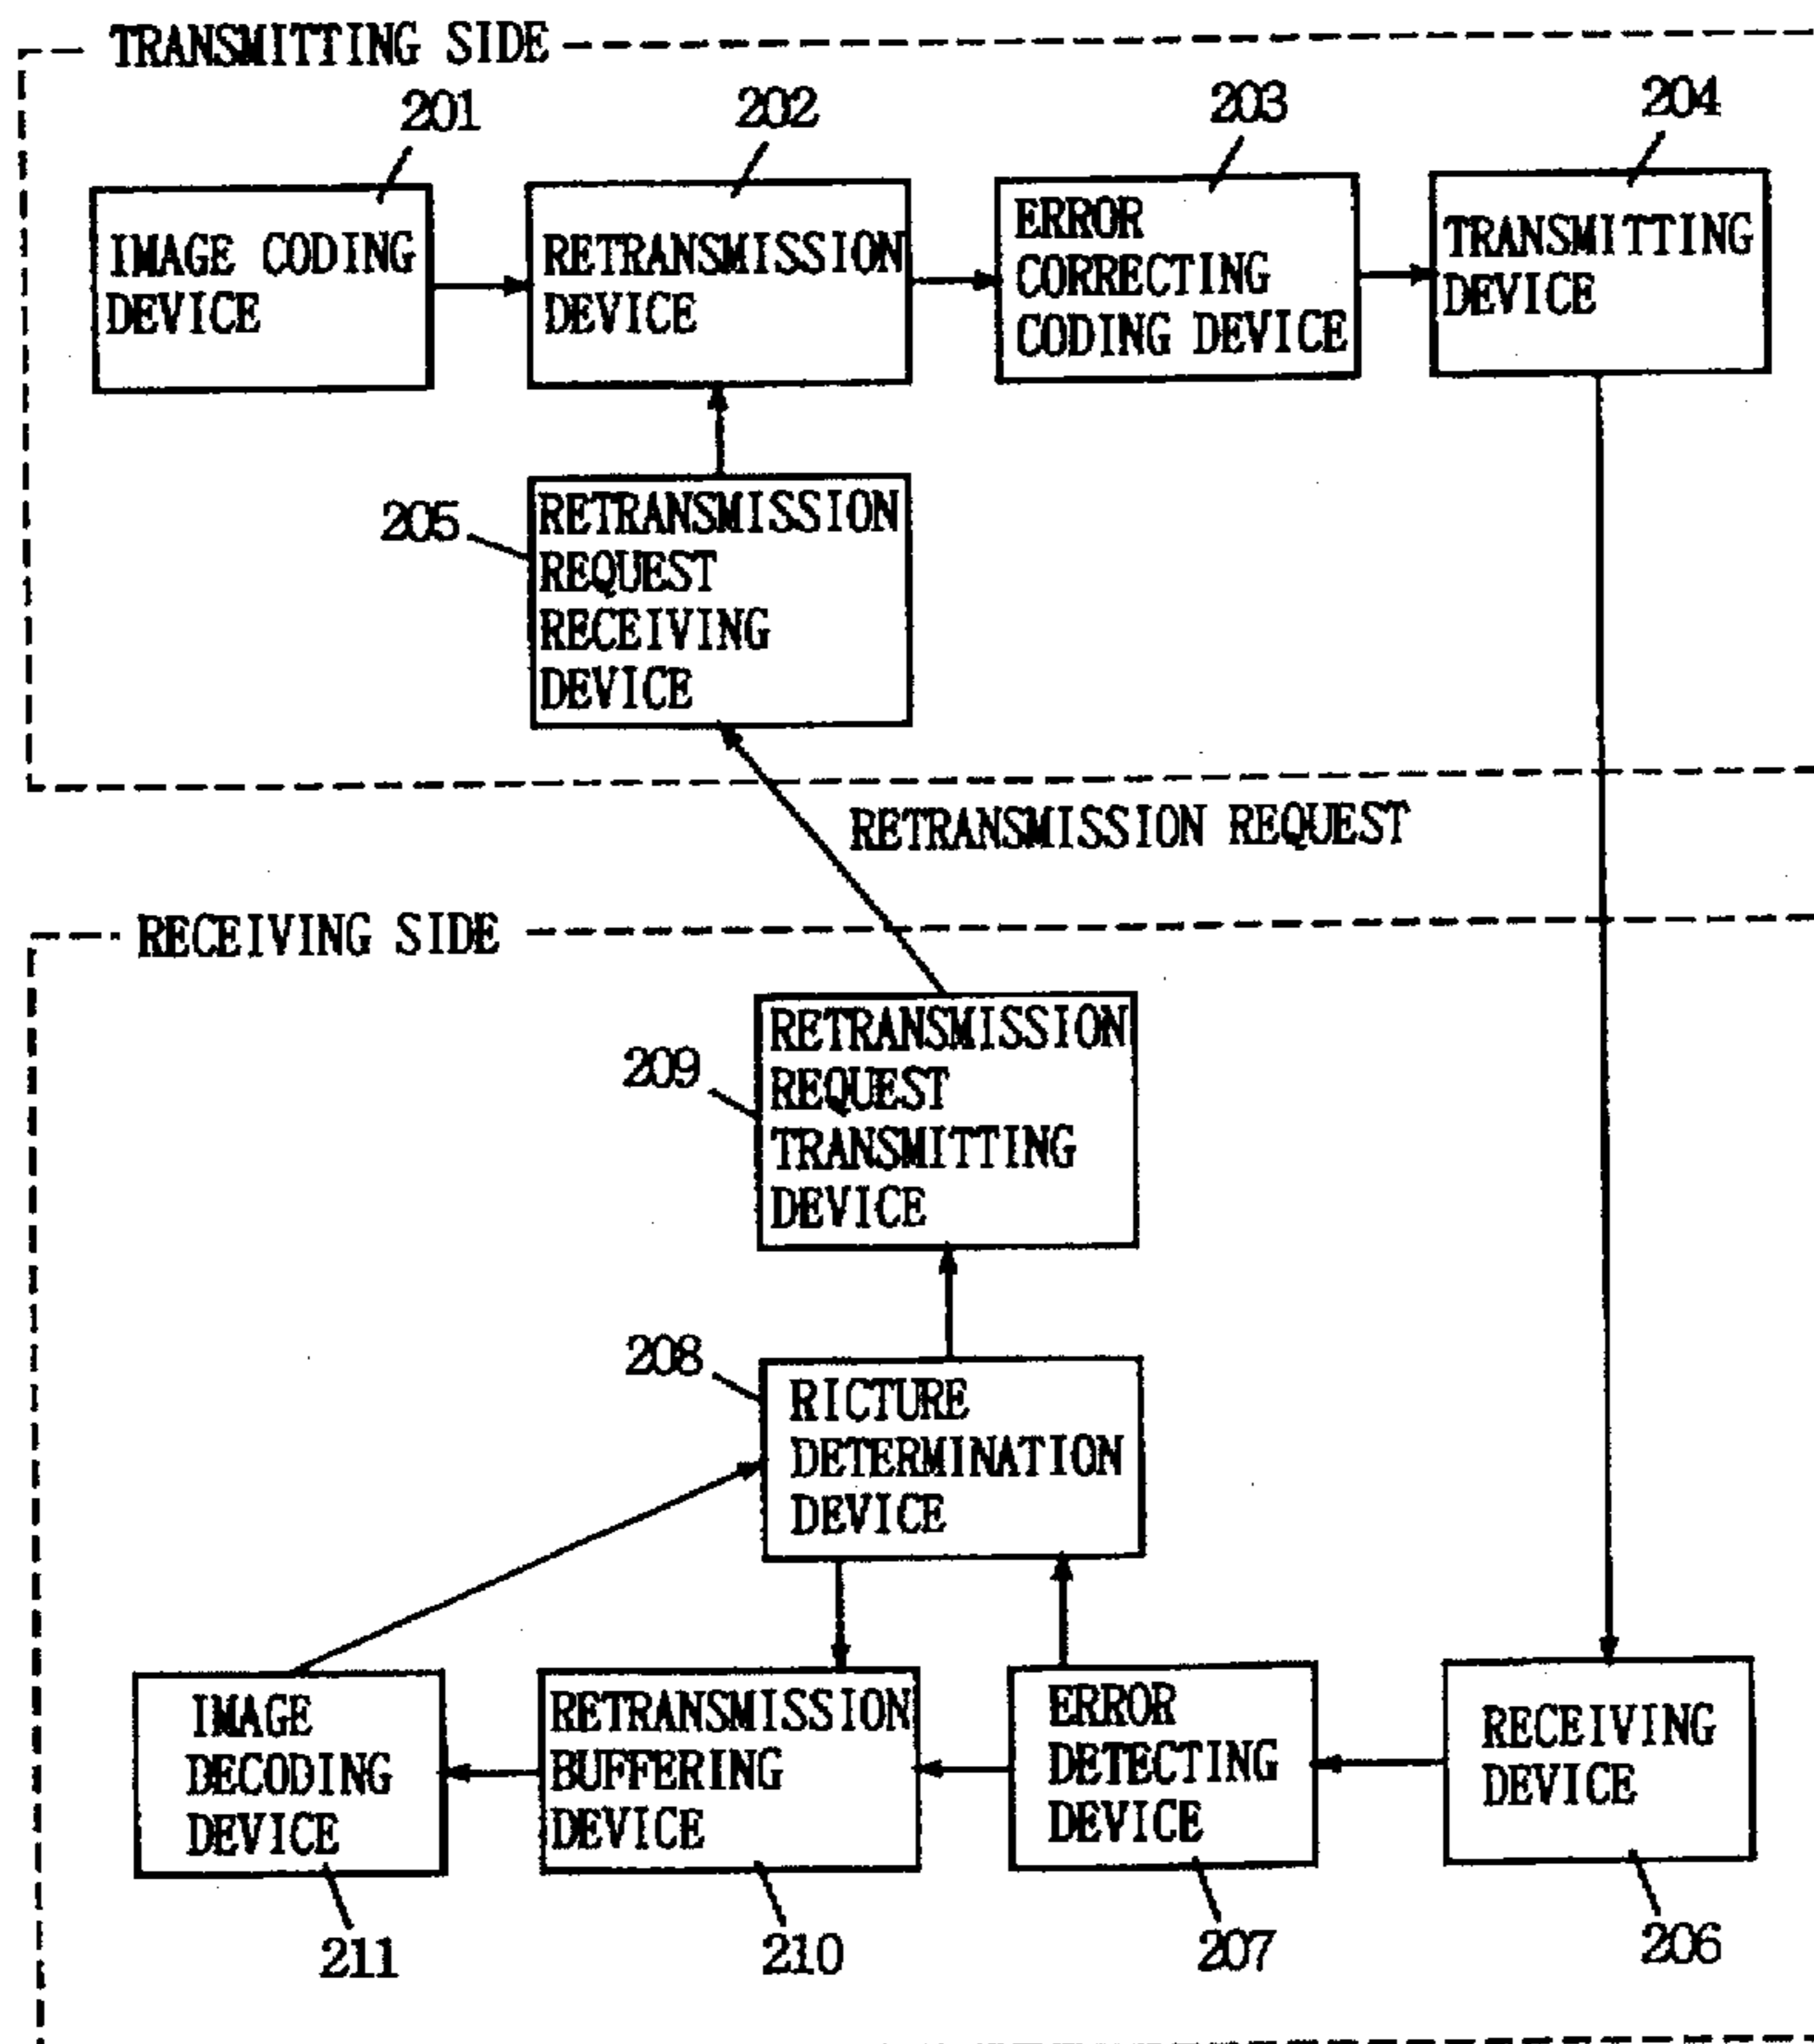 TRANSMITTING SIDE
201
202
203
204
IMAGE CODING
DEVICE
RETRANSMISSION
DEVICE
ERROR
CORRECTING
CODING DEVICE
TRANSMITTING
DEVICE
205
RETRANSMISSION
REQUEST
RECEIVING
DEVICE
RETRANSMISSION REQUEST
RECEIVING SIDE
209
RETRANSMISSION
REQUEST
TRANSMITTING
DEVICE
208
RICTURE
DETERMINATION
DEVICE
IMAGE
DECODING
DEVICE
RETRANSMISSION
BUFFERING
DEVICE
ERROR
DETECTING
DEVICE
RECEIVING
DEVICE
211
210
207
206